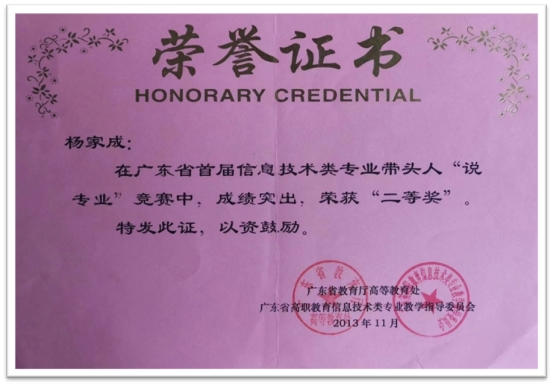 荣誉证书
HONORARY CREDENTIAL
杨家成：
在广东省首届信息技术类专业带头人“说
专业”竞赛中，成绩突出，荣获“二等奖”。
特发此证，以资鼓励。
广东省教育厅高等教育处
广东省高职教育信息技术类专业教学指导委员会
2013年11月